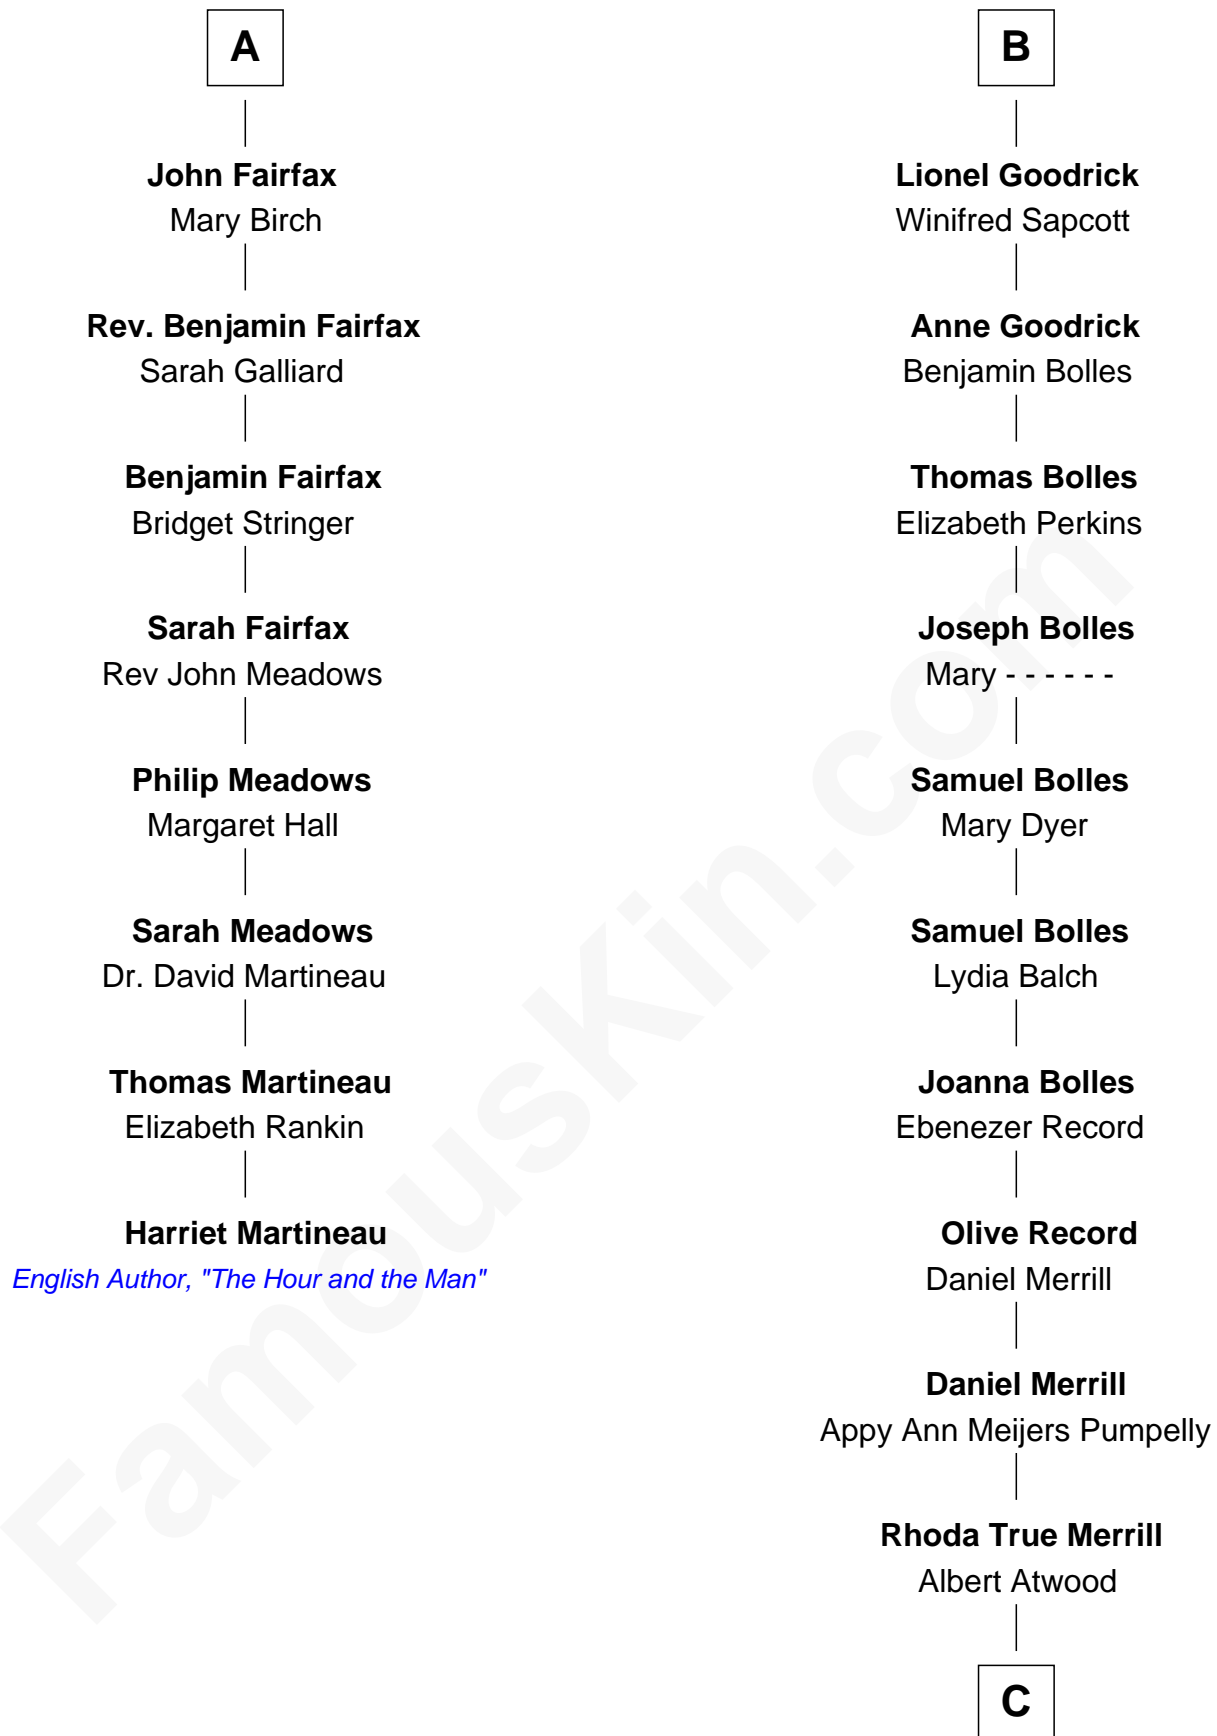 A
John Fairfax
Mary Birch
Rev. Benjamin Fairfax
Sarah Galliard
Benjamin Fairfax
Bridget Stringer
Sarah Fairfax
Rev John Meadows
Philip Meadows
Margaret Hall
Sarah Meadows
Dr. David Martineau
Thomas Martineau
Elizabeth Rankin
Harriet Martineau
English Author, "The Hour and the Man"
B
Lionel Goodrick
Winifred Sapcott
Anne Goodrick
Benjamin Bolles
Thomas Bolles
Elizabeth Perkins
Joseph Bolles
Mary - - - - - -
Samuel Bolles
Mary Dyer
Samuel Bolles
Lydia Balch
Joanna Bolles
Ebenezer Record
Olive Record
Daniel Merrill
Daniel Merrill
Appy Ann Meijers Pumpelly
Rhoda True Merrill
Albert Atwood
C
FamousKin.com